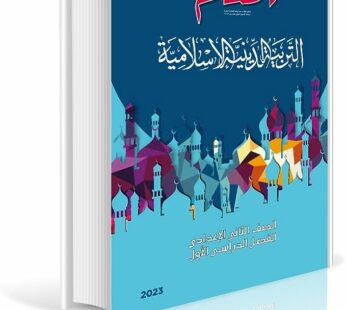 التربية الدينية الإسلامية
الصف الثاني الإعدادي
الفصل الدراسي الأول
2023